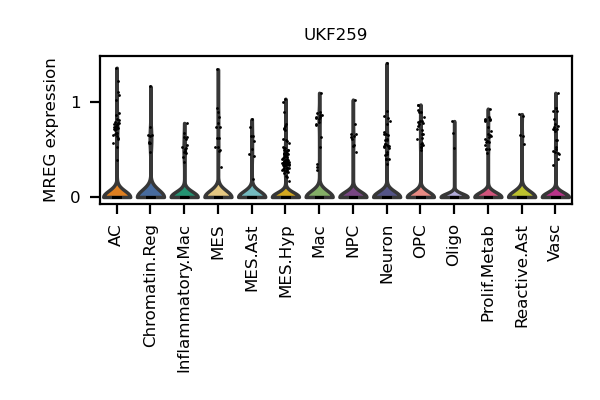 UKF259
MREG expression
1
0
AC
Chromatin.Reg
Inflammatory.Mac
MES
MES.Ast
MES.Hyp
Mac
NPC
Neuron
OPC
Oligo
Prolif.Metab
Reactive.Ast
Vasc